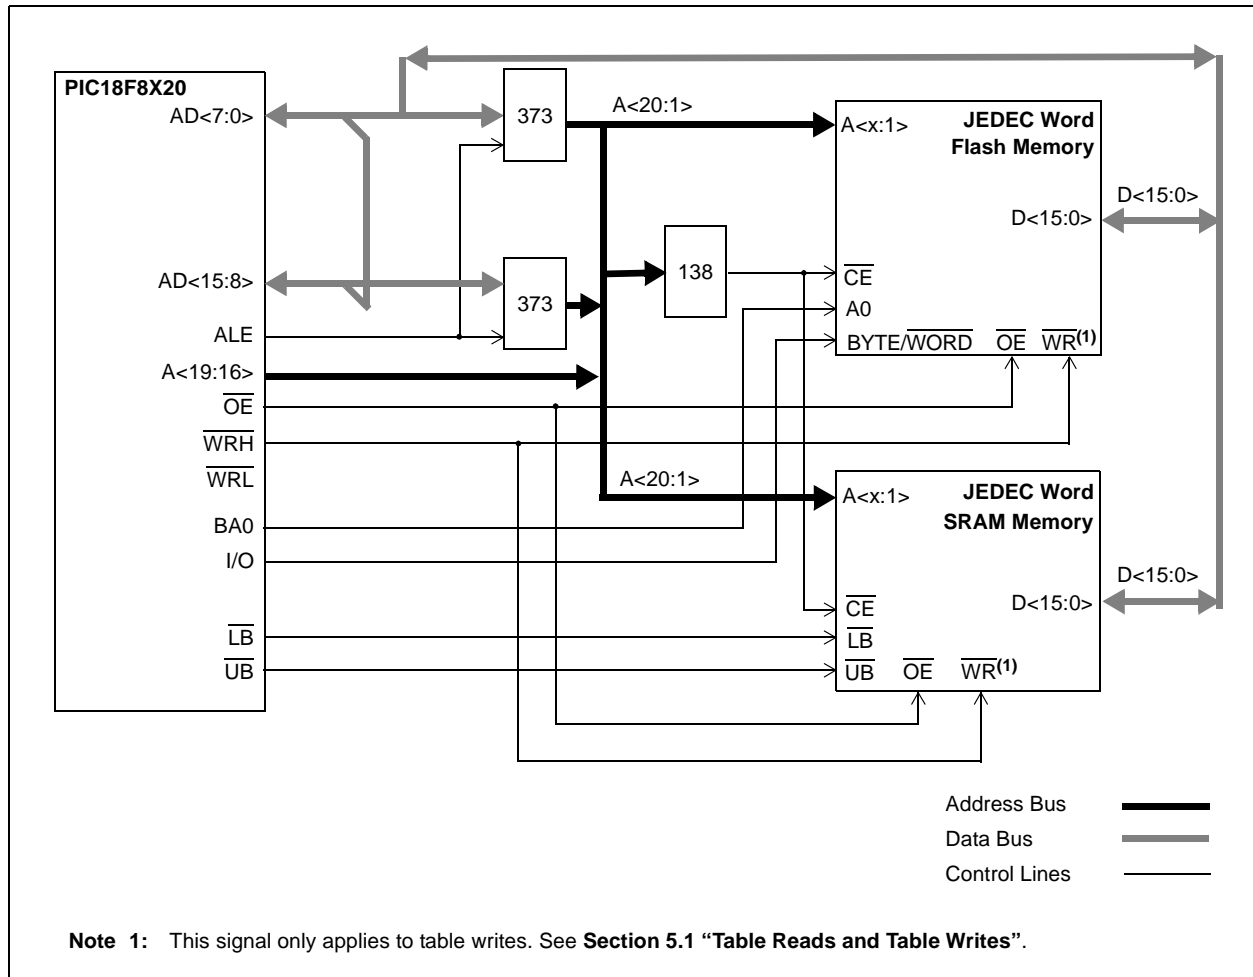 PIC18F8X20
AD<7:0>
AD<15:8>
ALE
A<19:16>
OE
WRH
WRL
BA0
I/O
LB
UB
373
373
138
A<20:1>
A<x:1>
JEDEC Word
Flash Memory
D<15:0>
D<15:0>
CE
A0
BYTE/WORD OE WR(1)
A<20:1>
A<x:1>
JEDEC Word
SRAM Memory
D<15:0>
D<15:0>
CE
LB
UB OE WR(1)
Address Bus
Data Bus
Control Lines
Note 1: This signal only applies to table writes. See Section 5.1 “Table Reads and Table Writes”.